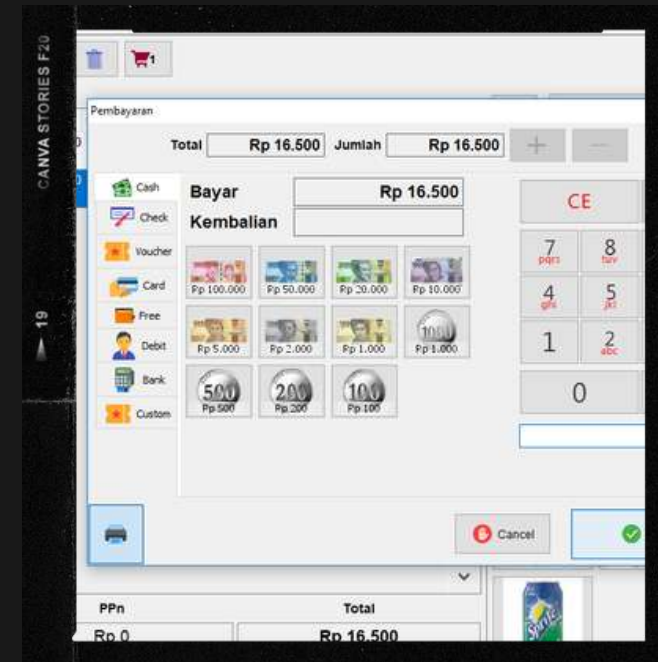 CANVA STORIES F20
19
1
Pembayaran
Total Rp 16.500 Jumlah Rp 16.500
Cash
Check
Voucher
Card
Free
Debit
Bank
Custom
Bayar Rp 16.500
Kembalian
Rp 100.000 Rp 50.000 Rp 20.000 Rp 10.000
Rp 5.000 Rp 2.000 Rp 1.000 Rp 1.000
1000
500 200 100
Rp 500 Rp 200 Rp 100
CE
7 8
pqrs tuv
4 5
ghi jkl
1 2
abc
0
Cancel
PPn Total
Rp 0 Rp 16.500
Sprite